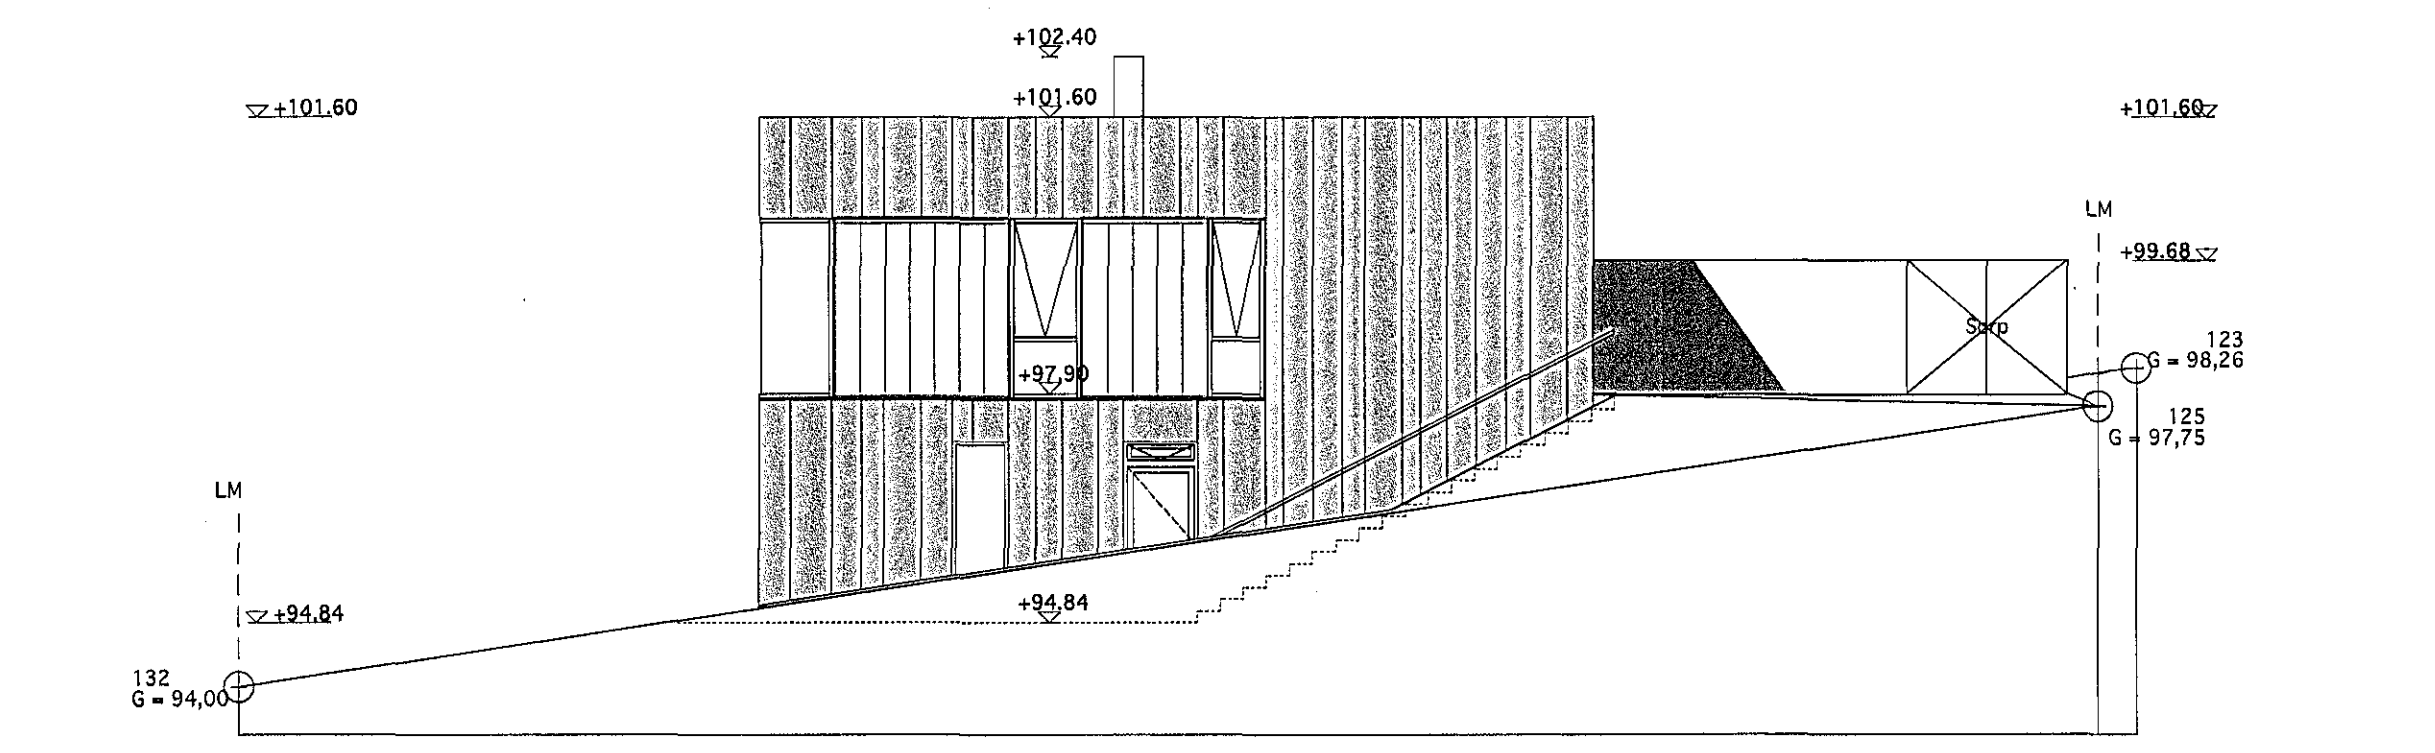 +102.40
+101.60
+101.60
+101.60
LM
+99.68
Sorp
123
G = 98,26
+97,90
125
G = 97,75
LM
+94.84
+94.84
132
G = 94,00